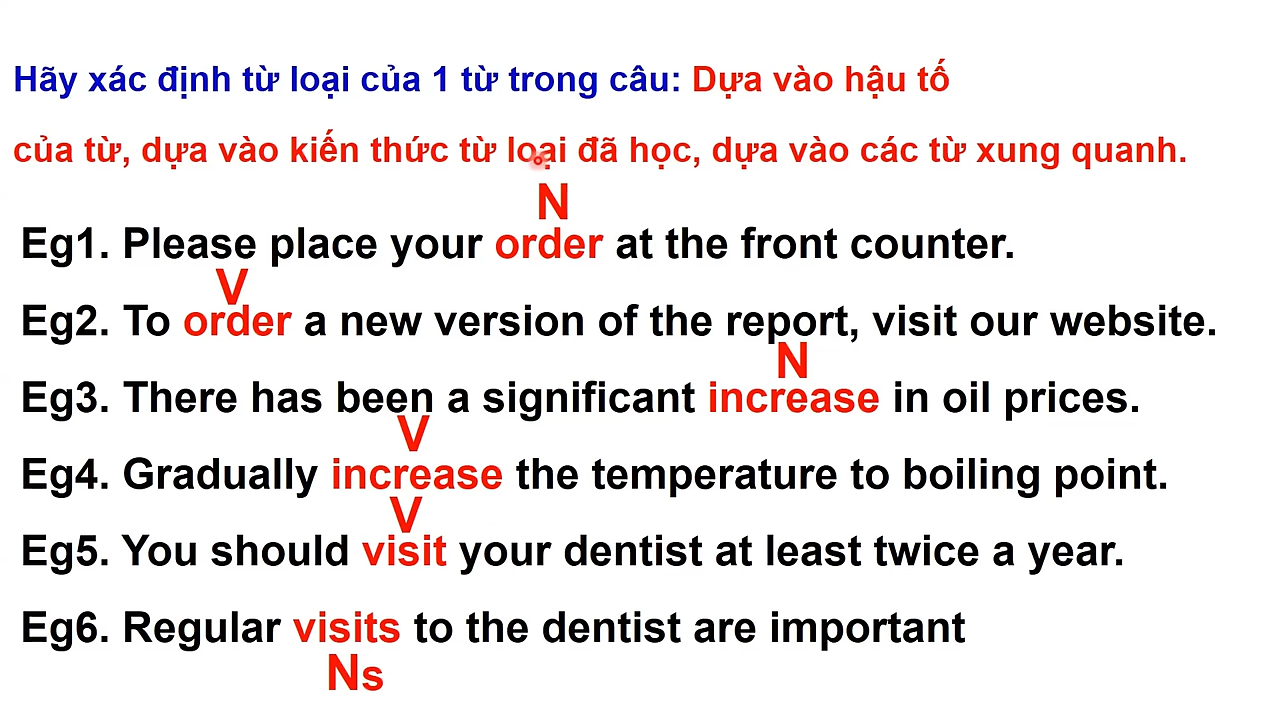 Hãy xác định từ loại của 1 từ trong câu: Dựa vào hậu tố
của từ, dựa vào kiến thức từ loại đã học, dựa vào các từ xung quanh.
N
Eg1. Please place your order at the front counter.
V
Eg2. To order a new version of the report, visit our website.
N
Eg3. There has been a significant increase in oil prices.
V
Eg4. Gradually increase the temperature to boiling point.
V
Eg5. You should visit your dentist at least twice a year.
Eg6. Regular visits to the dentist are important
Ns